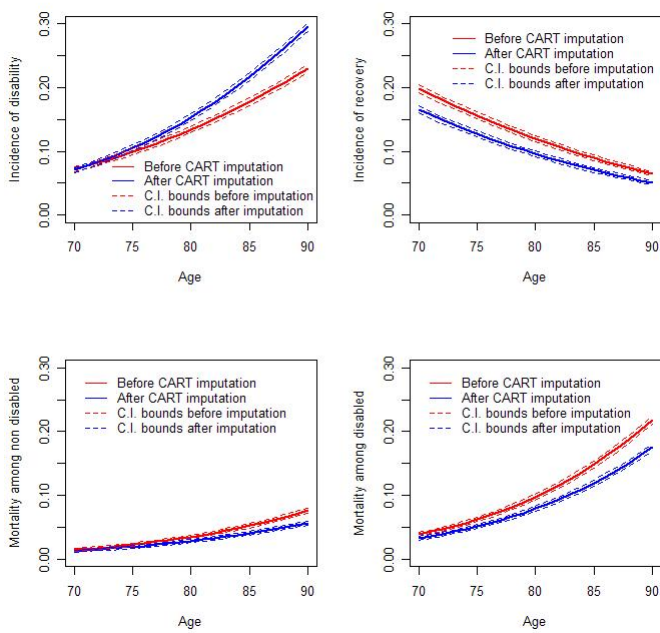 Incidence of disability
0.30
0.20
0.10
0.00
Before CART imputation
After CART imputation
C.I. bounds before imputation
C.I. bounds after imputation
70 75 80 85 90
Age
Incidence of recovery
0.30
0.20
0.10
0.00
Before CART imputation
After CART imputation
C.I. bounds before imputation
C.I. bounds after imputation
70 75 80 85 90
Age
Mortality among non disabled
0.30
0.20
0.10
0.00
Before CART imputation
After CART imputation
C.I. bounds before imputation
C.I. bounds after imputation
70 75 80 85 90
Age
Mortality among disabled
0.30
0.20
0.10
0.00
Before CART imputation
After CART imputation
C.I. bounds before imputation
C.I. bounds after imputation
70 75 80 85 90
Age